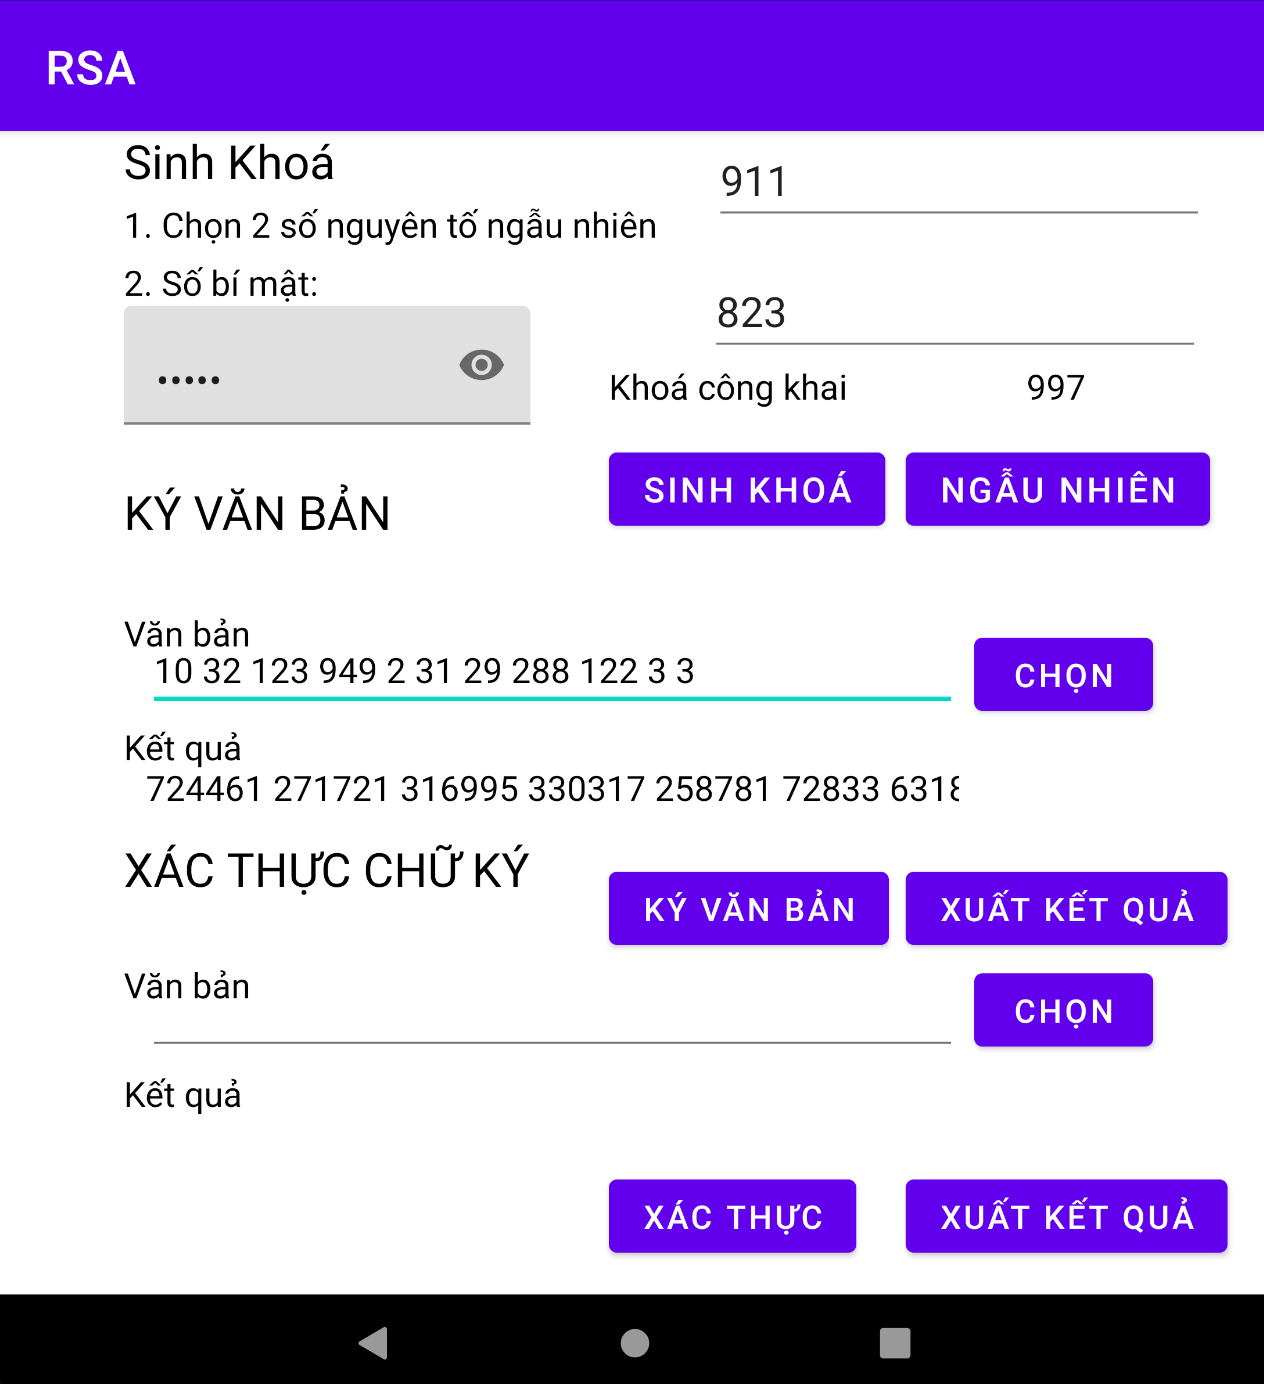 RSA
Sinh Khoá
911
1. Chọn 2 số nguyên tố ngẫu nhiên
2. Số bí mật:
823
•••••
Khoá công khai 997
SINH KHOÁ NGẪU NHIÊN
KÝ VĂN BẢN
Văn bản
10 32 123 949 2 31 29 288 122 3 3
CHỌN
Kết quả
724461 271721 316995 330317 258781 72833 6318
XÁC THỰC CHỮ KÝ
KÝ VĂN BẢN XUẤT KẾT QUẢ
Văn bản
CHỌN
Kết quả
XÁC THỰC XUẤT KẾT QUẢ